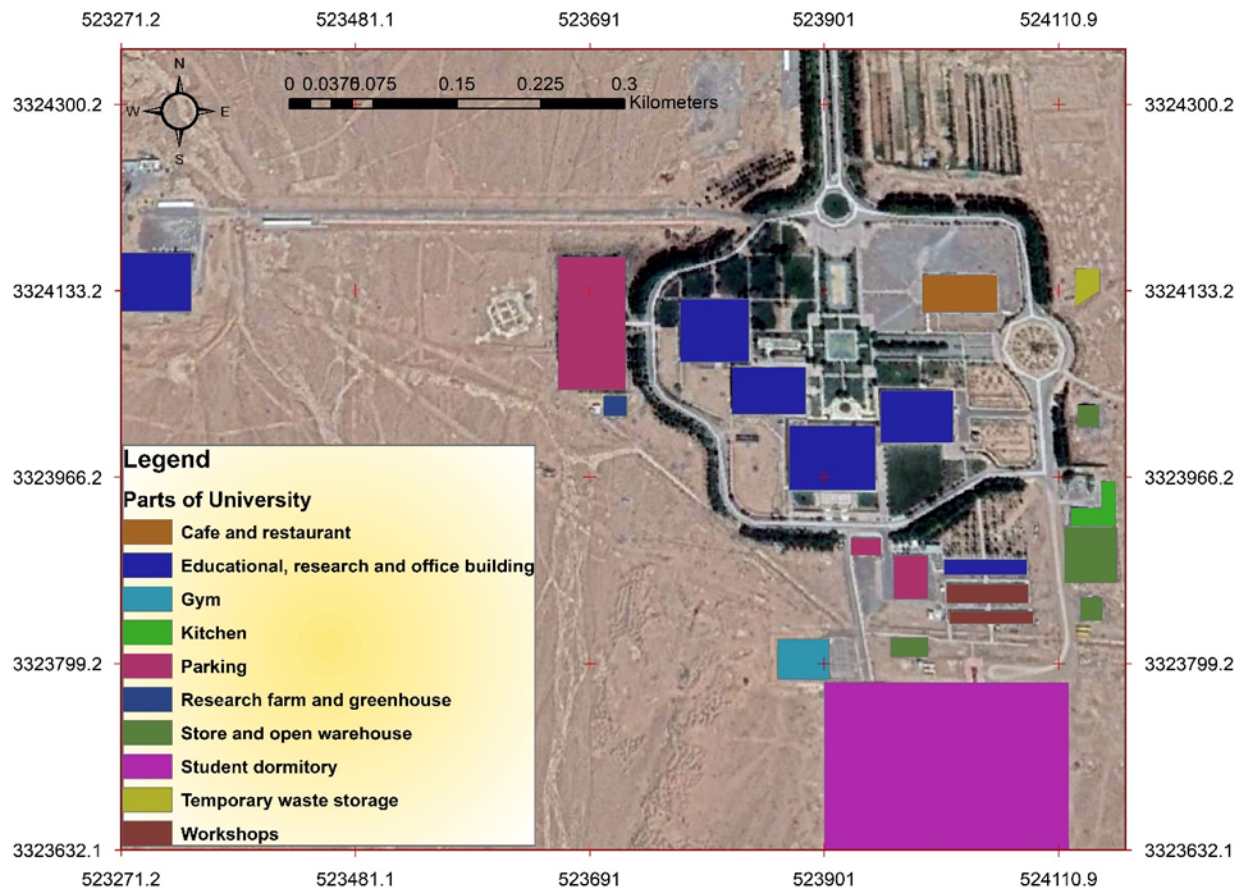 523271.2 523481.1 523691 523901 524110.9
N
W E
S
0 0.0375 0.075 0.15 0.225 0.3
Kilometers
3324300.2 3324300.2
3324133.2 3324133.2
3323966.2 3323966.2
3323799.2 3323799.2
3323632.1 3323632.1
Legend
Parts of University
Cafe and restaurant
Educational, research and office building
Gym
Kitchen
Parking
Research farm and greenhouse
Store and open warehouse
Student dormitory
Temporary waste storage
Workshops
523271.2 523481.1 523691 523901 524110.9